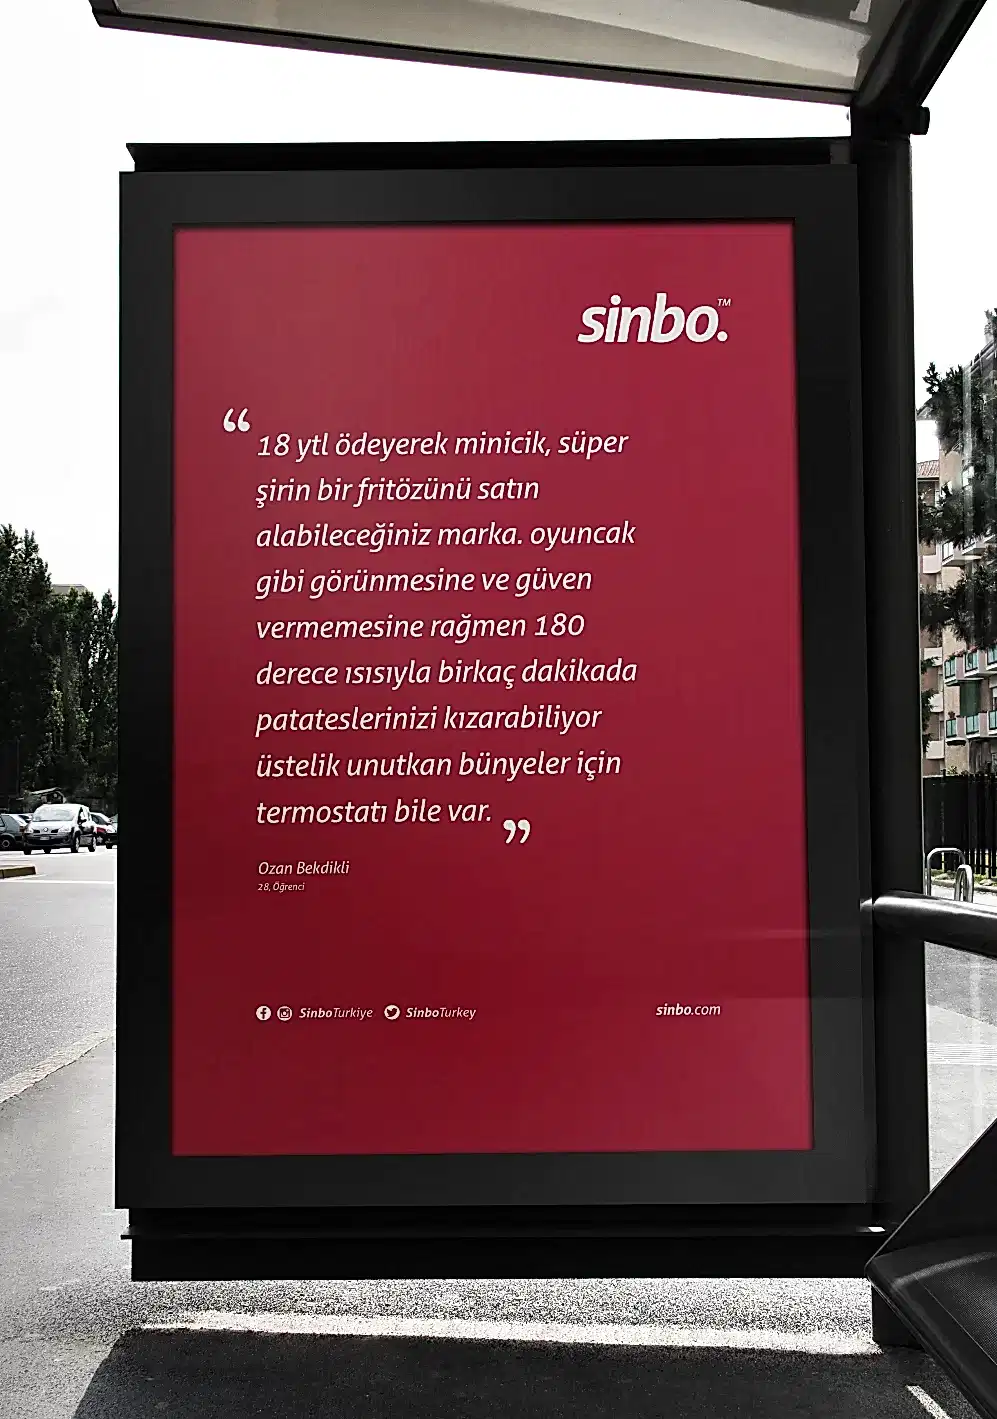 sinbo.™
“18 ytl ödeyerek minicik, süper
şirin bir fritözünü satın
alabileceğiniz marka. oyuncak
gibi görünmesine ve güven
vermemesine rağmen 180
derece ısısıyla birkaç dakikada
patateslerinizi kızarabiliyor
üstelik unutkan bünyeler için
termostatı bile var.”
Ozan Bekdikli
28, Öğrenci
SinboTurkiye SinboTurkey sinbo.com